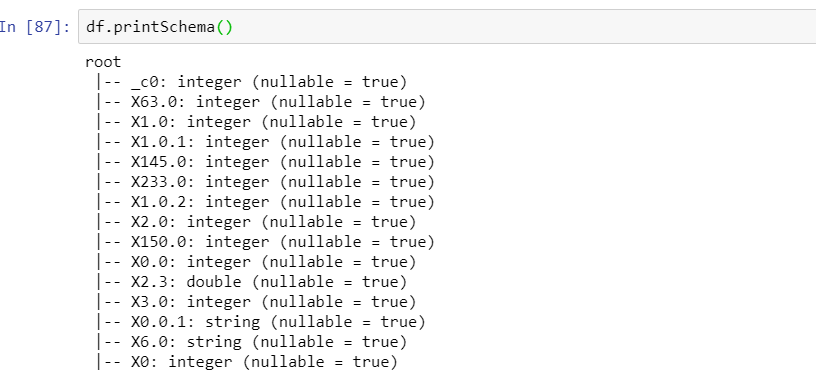 In [87]: df.printSchema()
root
|-- _c0: integer (nullable = true)
|-- X63.0: integer (nullable = true)
|-- X1.0: integer (nullable = true)
|-- X1.0.1: integer (nullable = true)
|-- X145.0: integer (nullable = true)
|-- X233.0: integer (nullable = true)
|-- X1.0.2: integer (nullable = true)
|-- X2.0: integer (nullable = true)
|-- X150.0: integer (nullable = true)
|-- X0.0: integer (nullable = true)
|-- X2.3: double (nullable = true)
|-- X3.0: integer (nullable = true)
|-- X0.0.1: string (nullable = true)
|-- X6.0: string (nullable = true)
|-- X0: integer (nullable = true)